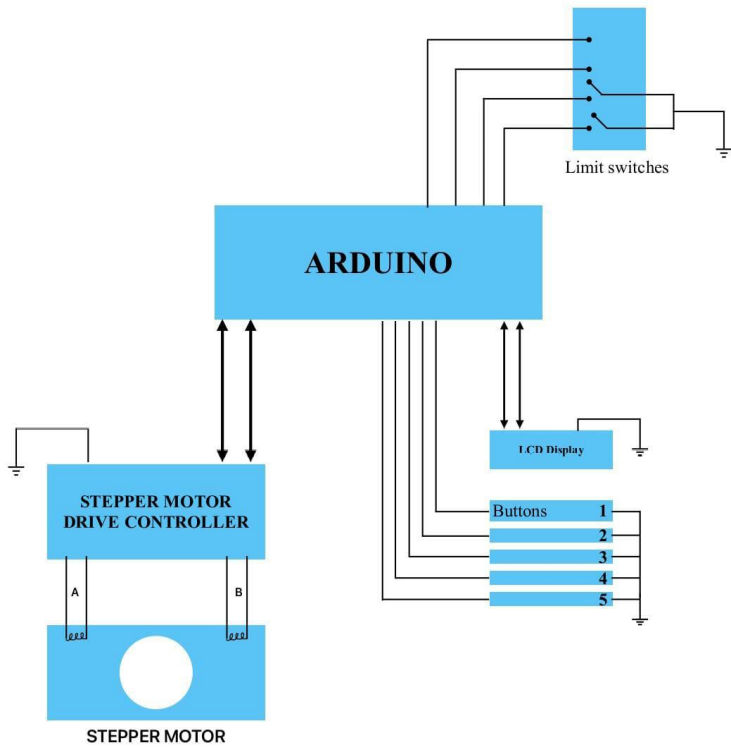 Limit switches
ARDUINO
LCD Display
STEPPER MOTOR
DRIVE CONTROLLER
Buttons 1
2
3
4
5
A
B
STEPPER MOTOR